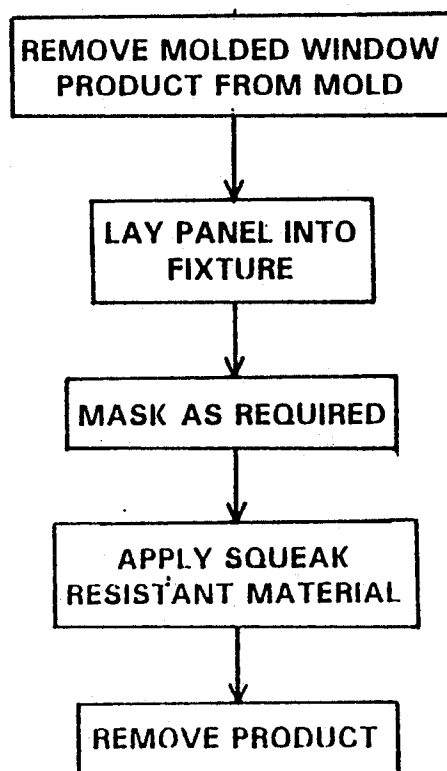 REMOVE MOLDED WINDOW
PRODUCT FROM MOLD
LAY PANEL INTO
FIXTURE
MASK AS REQUIRED
APPLY SQUEAK
RESISTANT MATERIAL
REMOVE PRODUCT